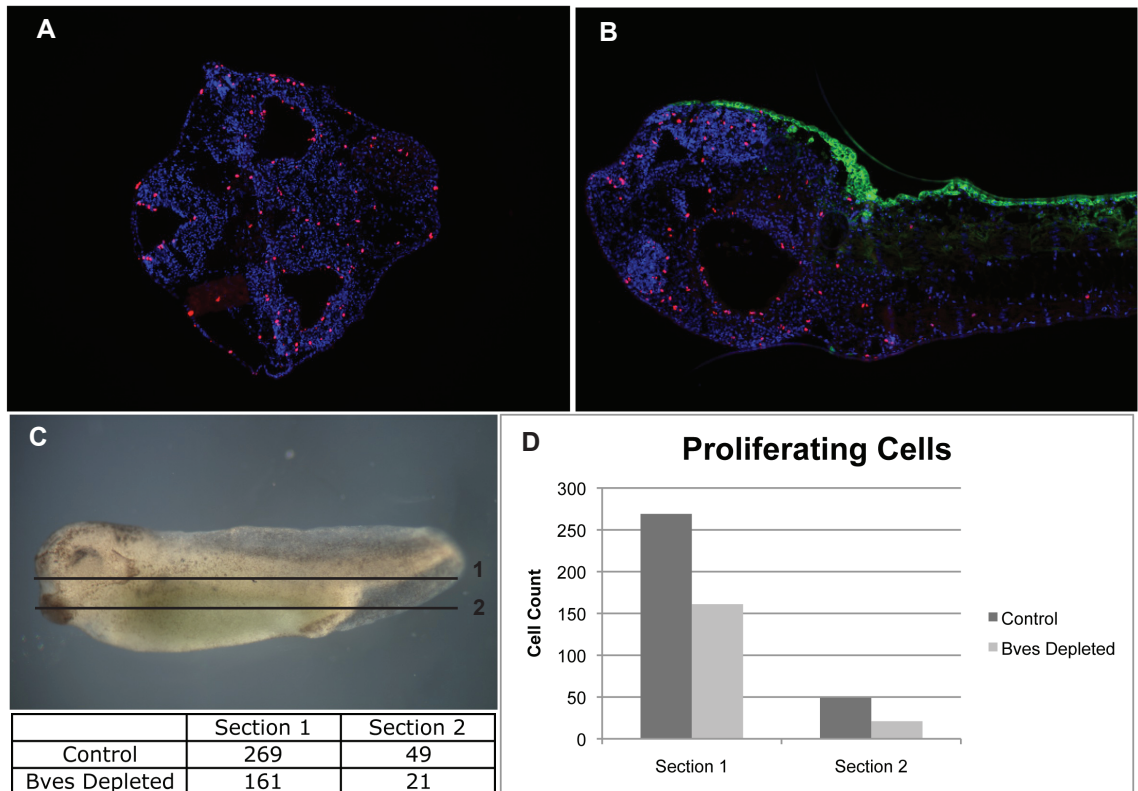 A
B
C
1
2
Section 1 Section 2
Control 269 49
Bves Depleted 161 21
D
Proliferating Cells
300
250
200
150
100
50
0
Cell Count
Section 1 Section 2
Control
Bves Depleted